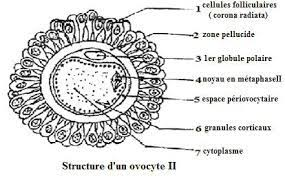 1 cellules folliculaires
( corona radiata)
2 zone pellucide
3 1er globule polaire
4 noyau en métaphaseII
5 espace périovocytaire
6 granules corticaux
7 cytoplasme
Structure d'un ovocyte II